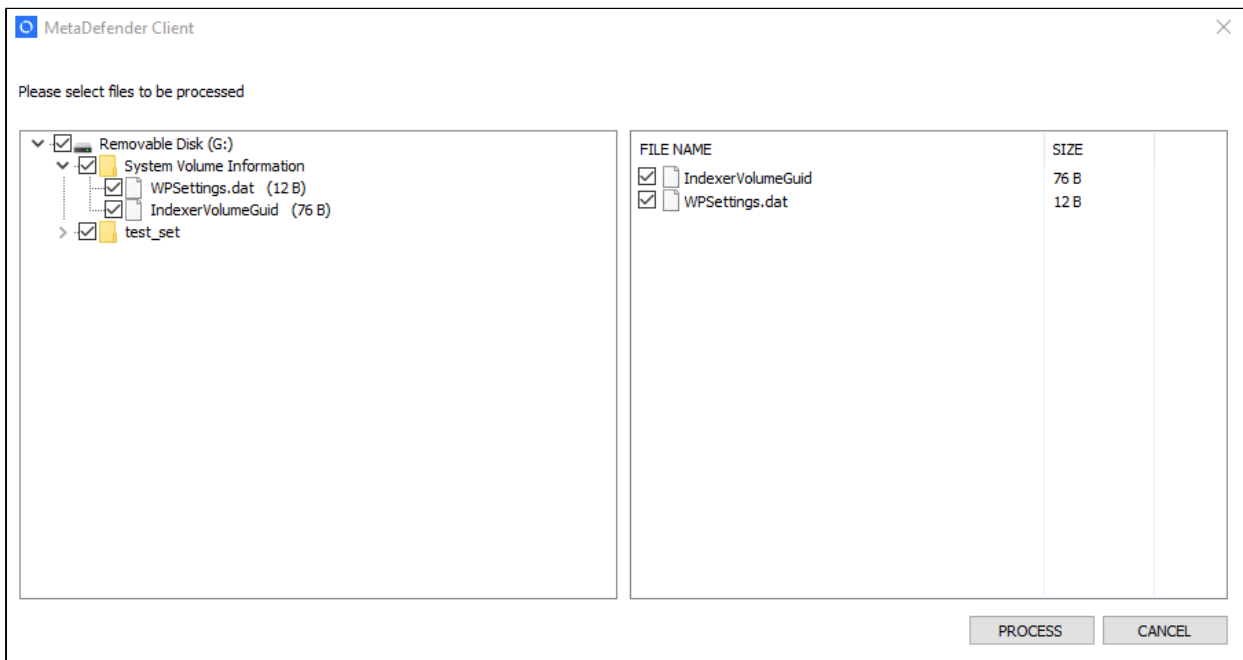 MetaDefender Client
Please select files to be processed
Removable Disk (G:)
System Volume Information
WPSettings.dat (12 B)
IndexerVolumeGuid (76 B)
test_set
FILE NAME SIZE
IndexerVolumeGuid 76 B
WPSettings.dat 12 B
PROCESS CANCEL